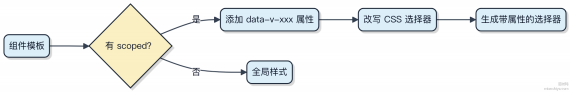 组件模板
有 scoped?
是
添加 data-v-xxx 属性
改写 CSS 选择器
生成带属性的选择器
否
全局样式